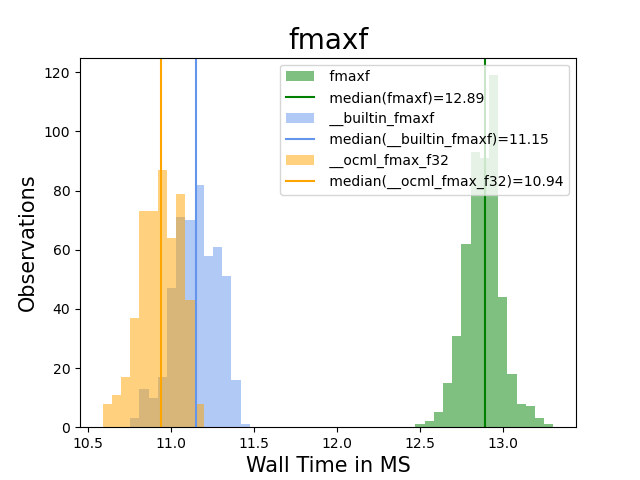 fmaxf
120
100
80
60
40
20
0
Observations
fmaxf
median(fmaxf)=12.89
__builtin_fmaxf
median(__builtin_fmaxf)=11.15
__ocml_fmax_f32
median(__ocml_fmax_f32)=10.94
10.5 11.0 11.5 12.0 12.5 13.0
Wall Time in MS